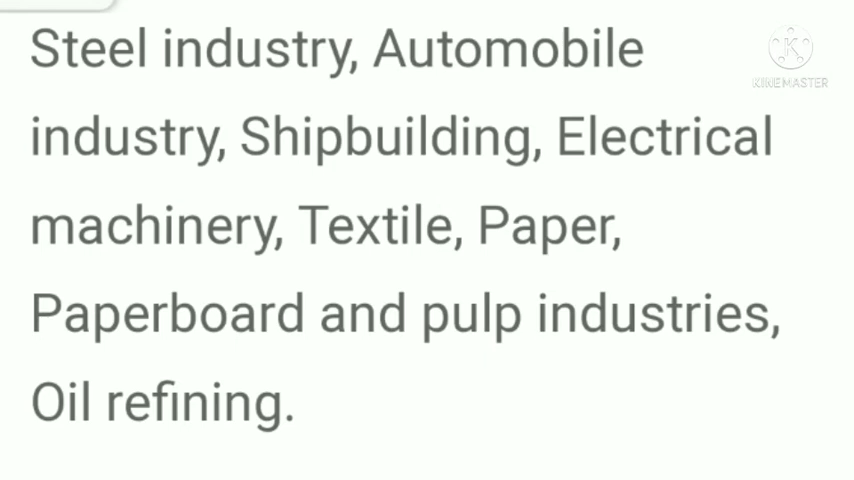 Steel industry, Automobile
industry, Shipbuilding, Electrical
machinery, Textile, Paper,
Paperboard and pulp industries,
Oil refining.
K
KINEMASTER